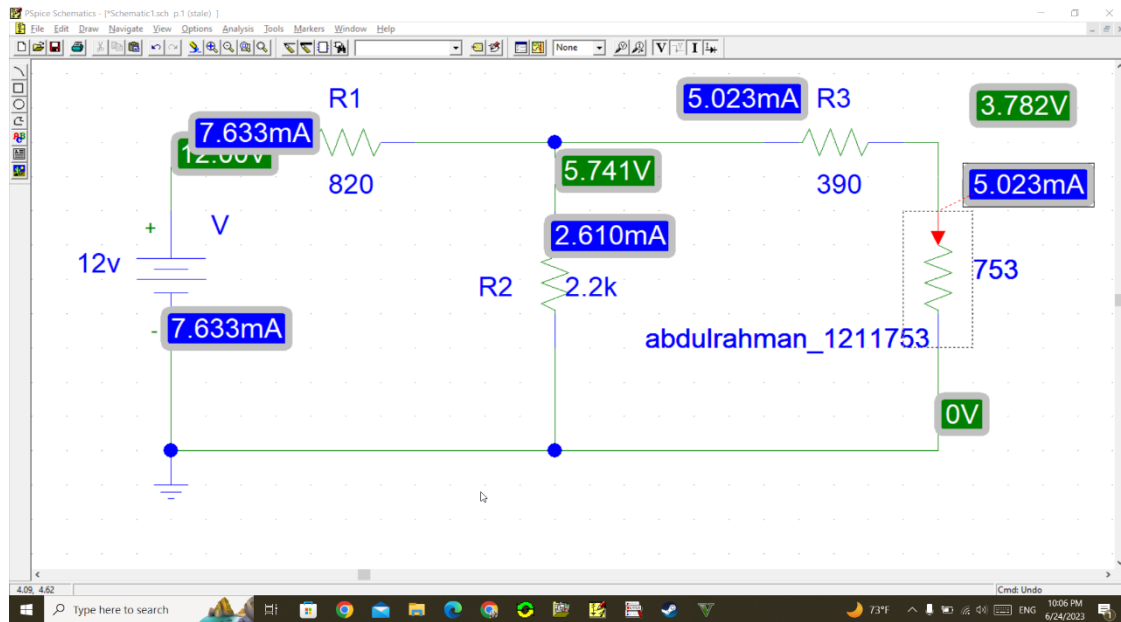 PSpice Schematics - [*Schematic1.sch p.1 (stale) ]
File Edit Draw Navigate View Options Analysis Tools Markers Window Help
None
V I
R1
5.023mA R3
3.782V
7.633mA
12.00V
820
5.741V
390
5.023mA
+
V
2.610mA
12v
R2
2.2k
753
-
7.633mA
abdulrahman_1211753
0V
4.09, 4.62
Cmd: Undo
Type here to search
73°F
ENG
10:06 PM
6/24/2023